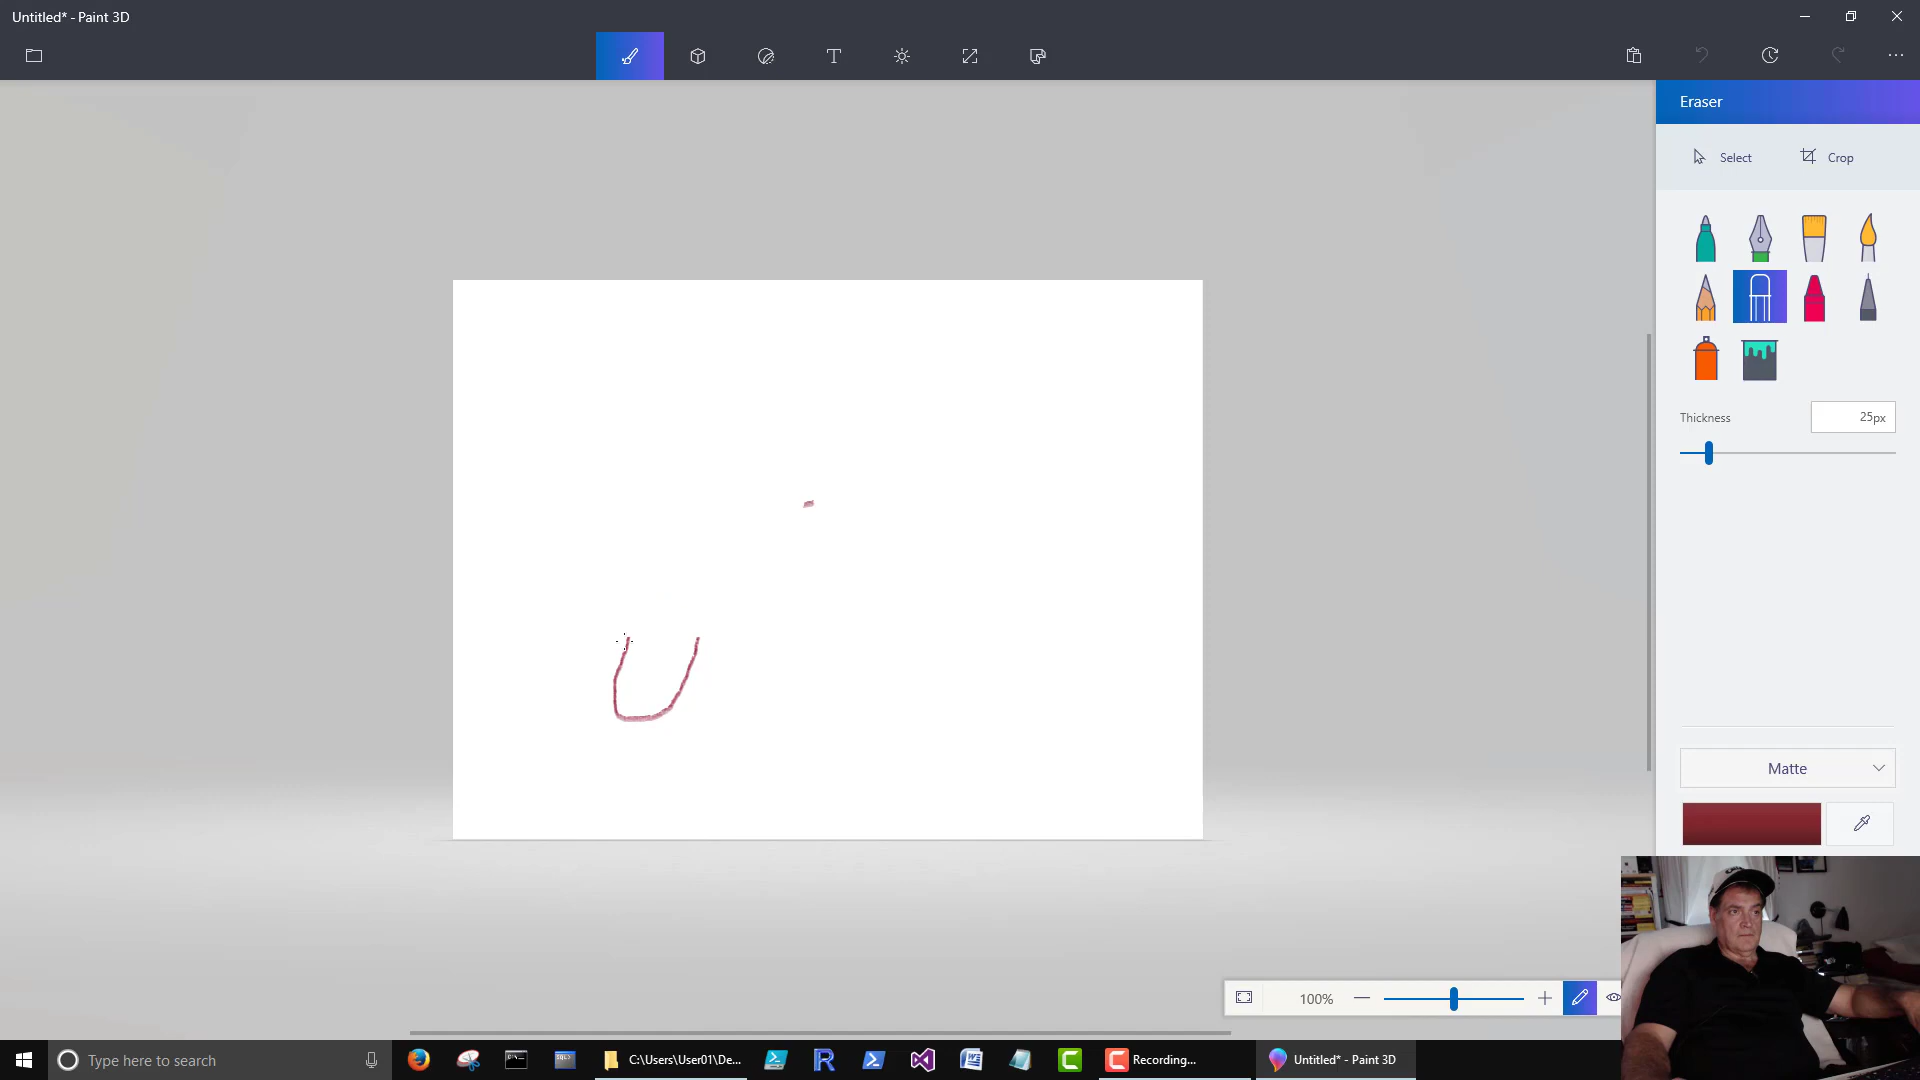 Untitled* - Paint 3D
Eraser
Select
Crop
Thickness
25px
Matte
100%
Type here to search
C:\Users\User01\De...
Recording...
Untitled* - Paint 3D